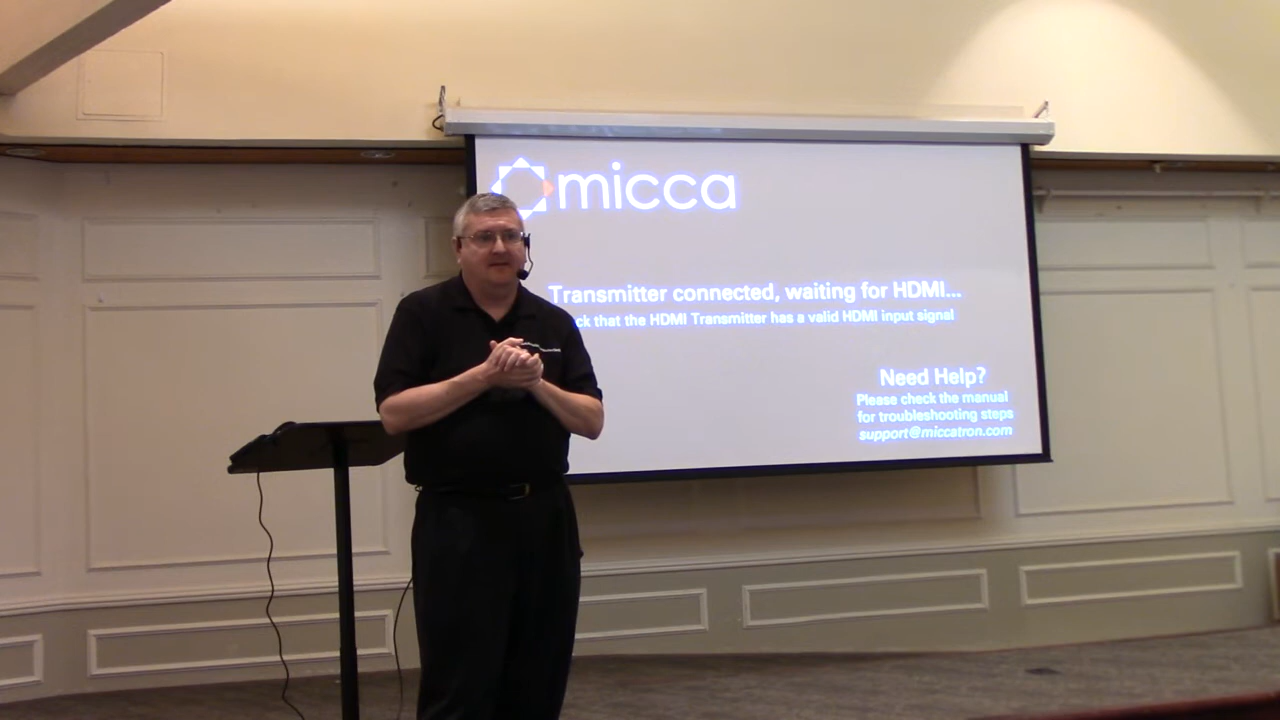 micca
Transmitter connected, waiting for HDMI...
that the HDMI Transmitter has a valid HDMI input signal
Need Help?
Please check the manual
for troubleshooting steps
support@miccatron.com